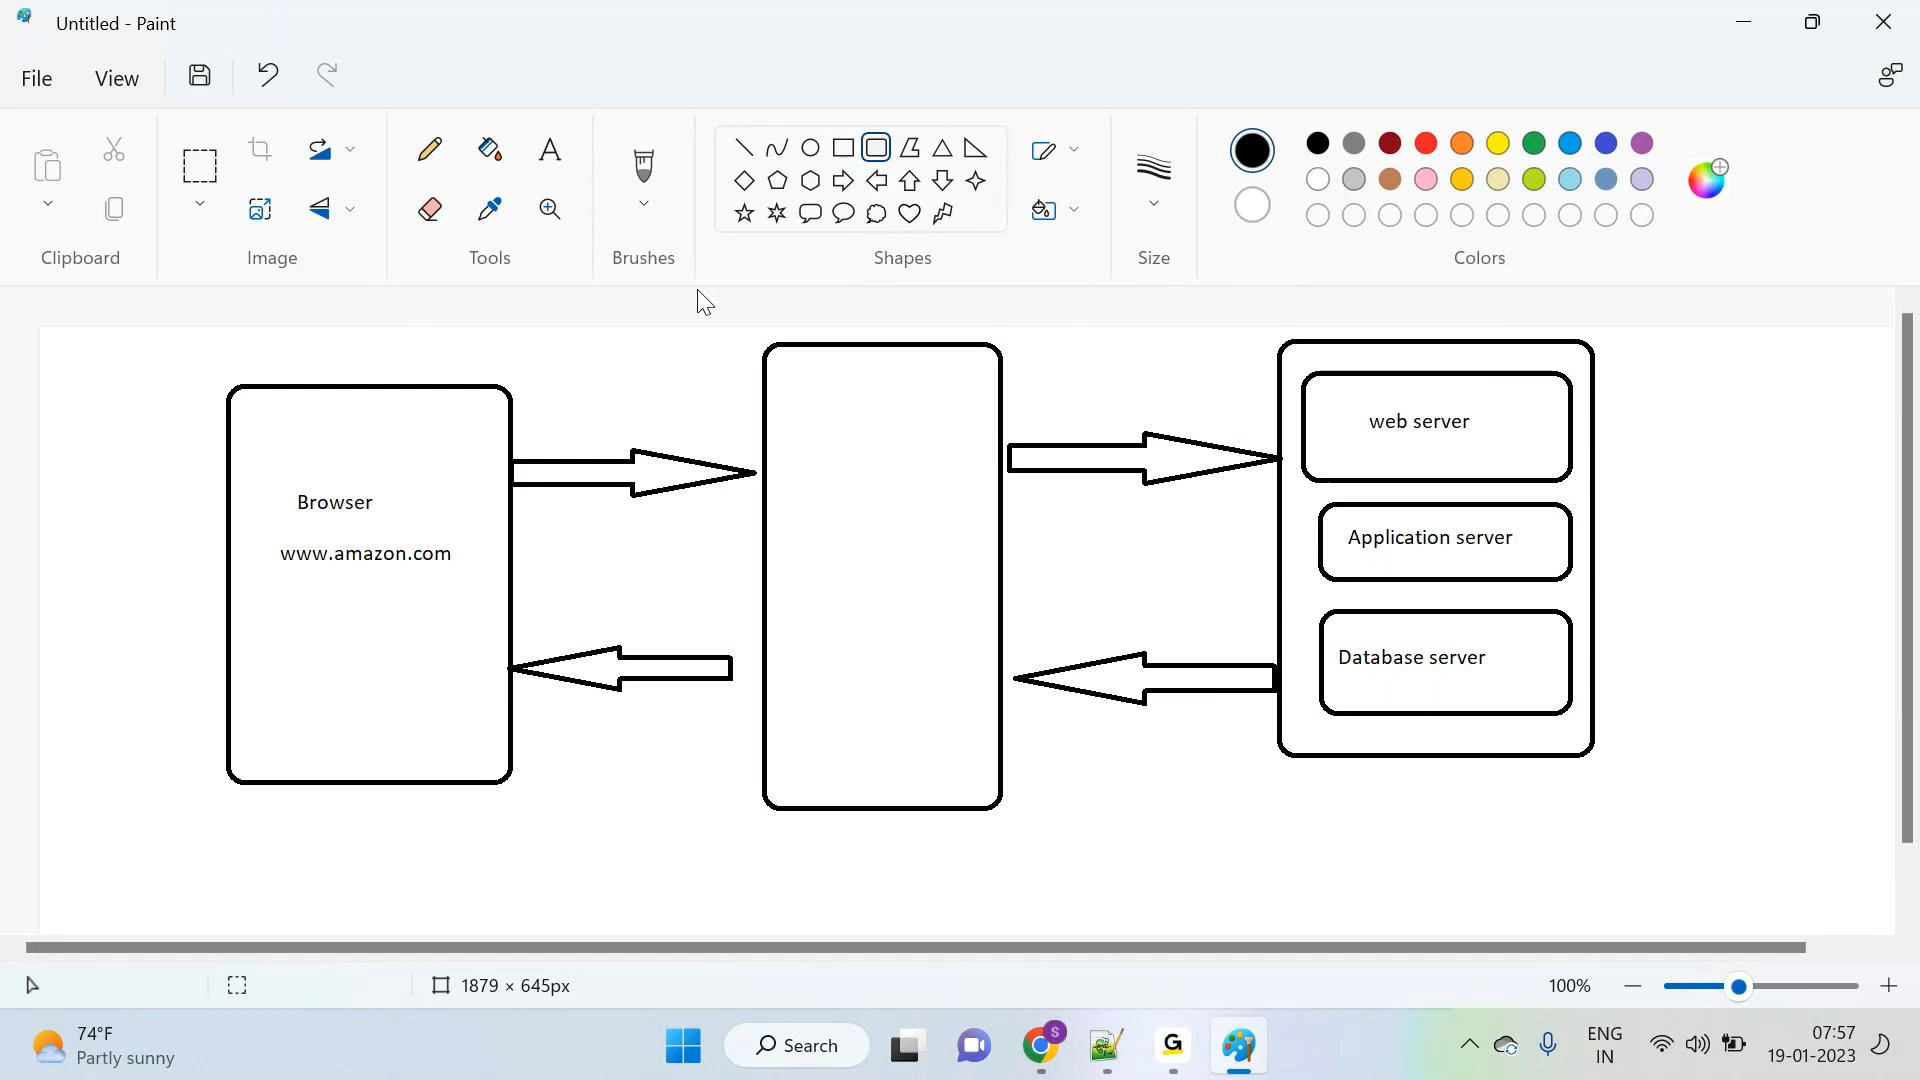 Untitled - Paint
File
View
Clipboard
Image
Tools
Brushes
Shapes
Size
Colors
Browser
www.amazon.com
web server
Application server
Database server
1879 × 645px
100%
74°F
Partly sunny
Search
S
G
ENG
IN
07:57
19-01-2023